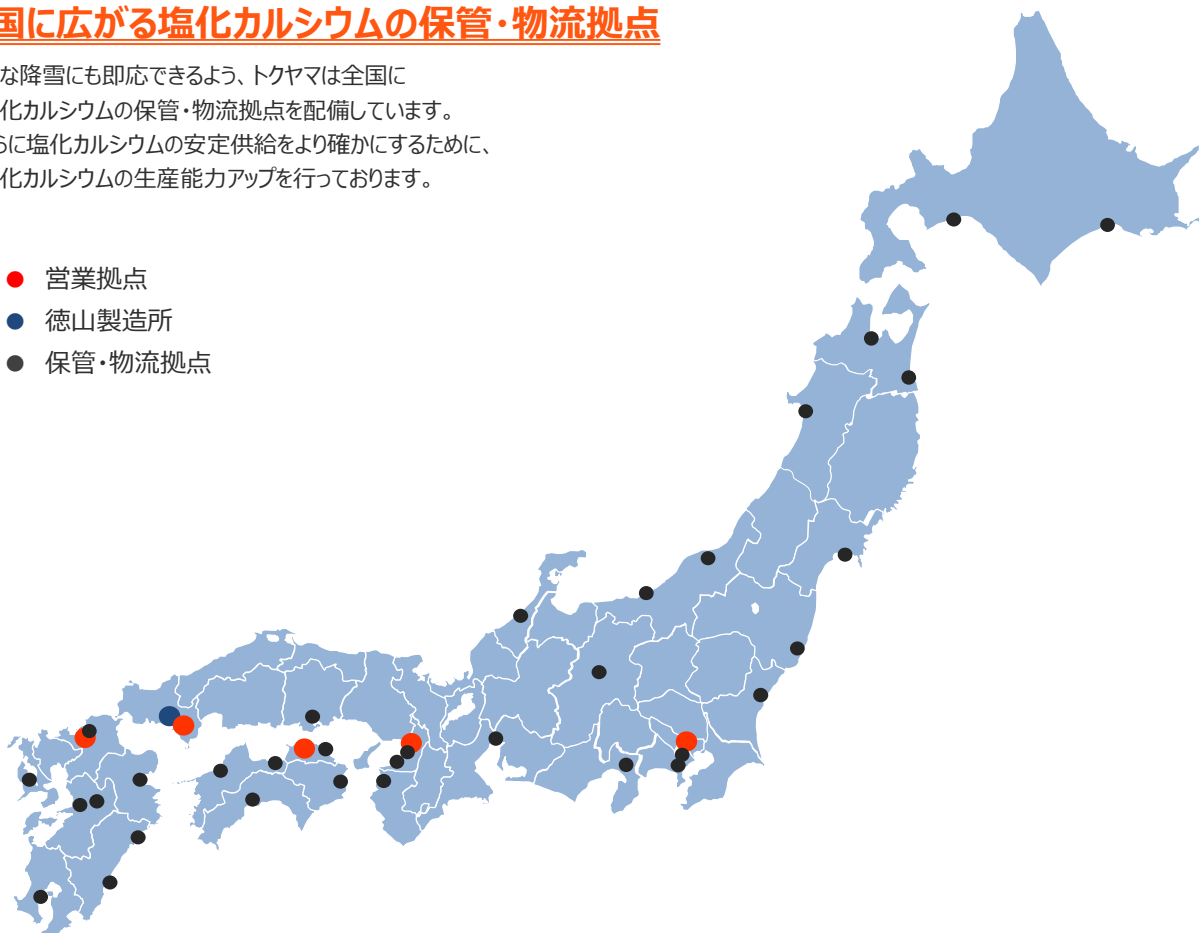 国に広がる塩化カルシウムの保管・物流拠点
な降雪にも即応できるよう、トクヤマは全国に
化カルシウムの保管・物流拠点を配備しています。
らに塩化カルシウムの安定供給をより確かにするために、
化カルシウムの生産能力アップを行っております。
営業拠点
徳山製造所
保管・物流拠点